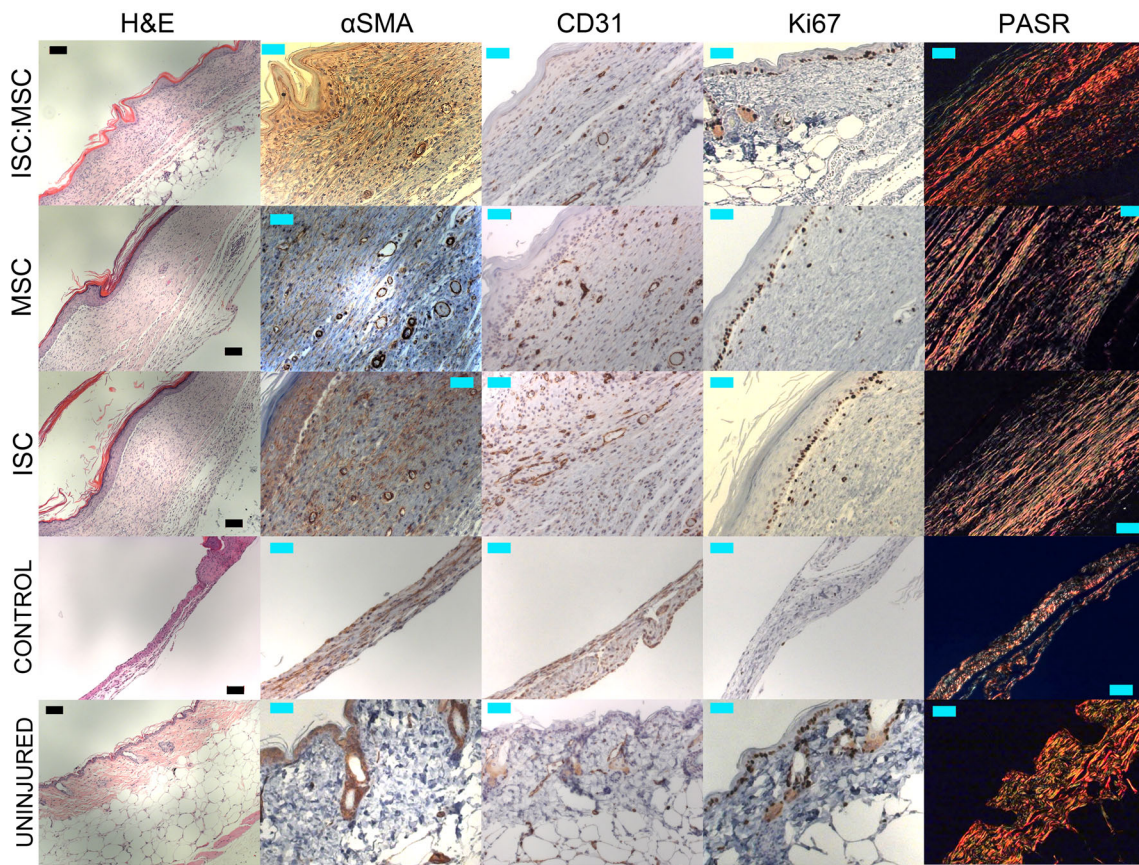 H&E αSMA CD31 Ki67 PASR
ISC:MSC
MSC
ISC
CONTROL
UNINJURED